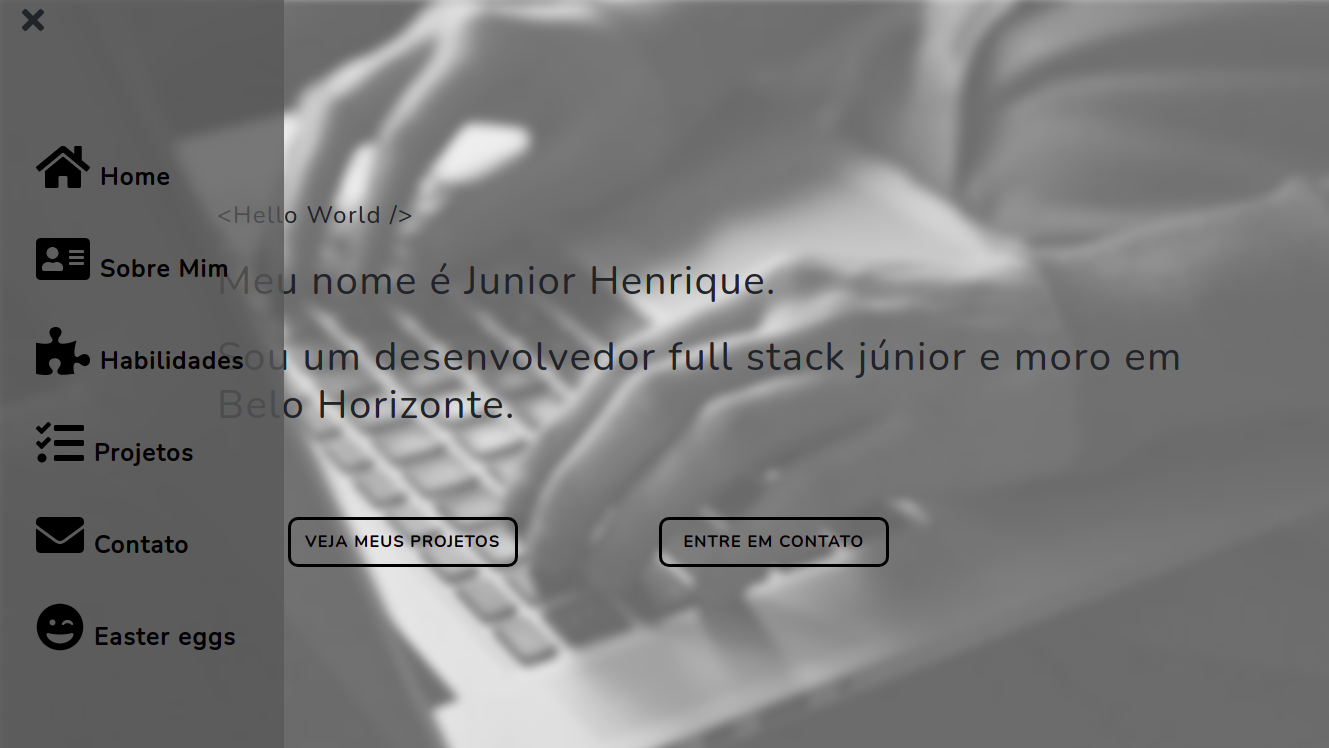 Home
Sobre Mim
Habilidades
Projetos
Contato
Easter eggs
<Hello World />
Meu nome é Junior Henrique.
Sou um desenvolvedor full stack júnior e moro em
Belo Horizonte.
VEJA MEUS PROJETOS
ENTRE EM CONTATO